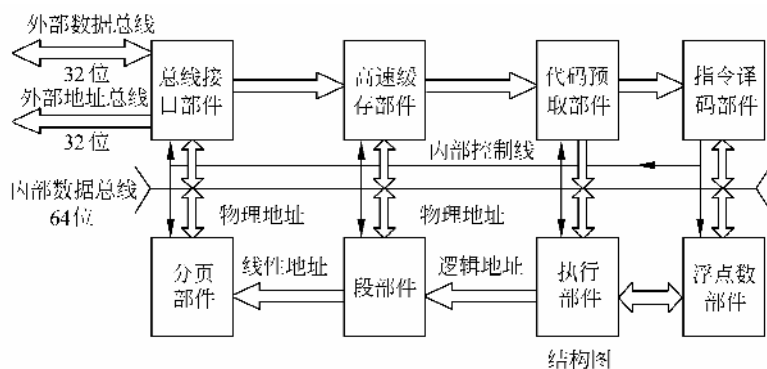 外部数据总线
32位
外部地址总线
32位
总线接
口部件
高速缓
存部件
代码预
取部件
指令译
码部件
内部控制线
内部数据总线
64位
物理地址
物理地址
分页
部件
线性地址
段部件
逻辑地址
执行
部件
浮点数
部件
结构图